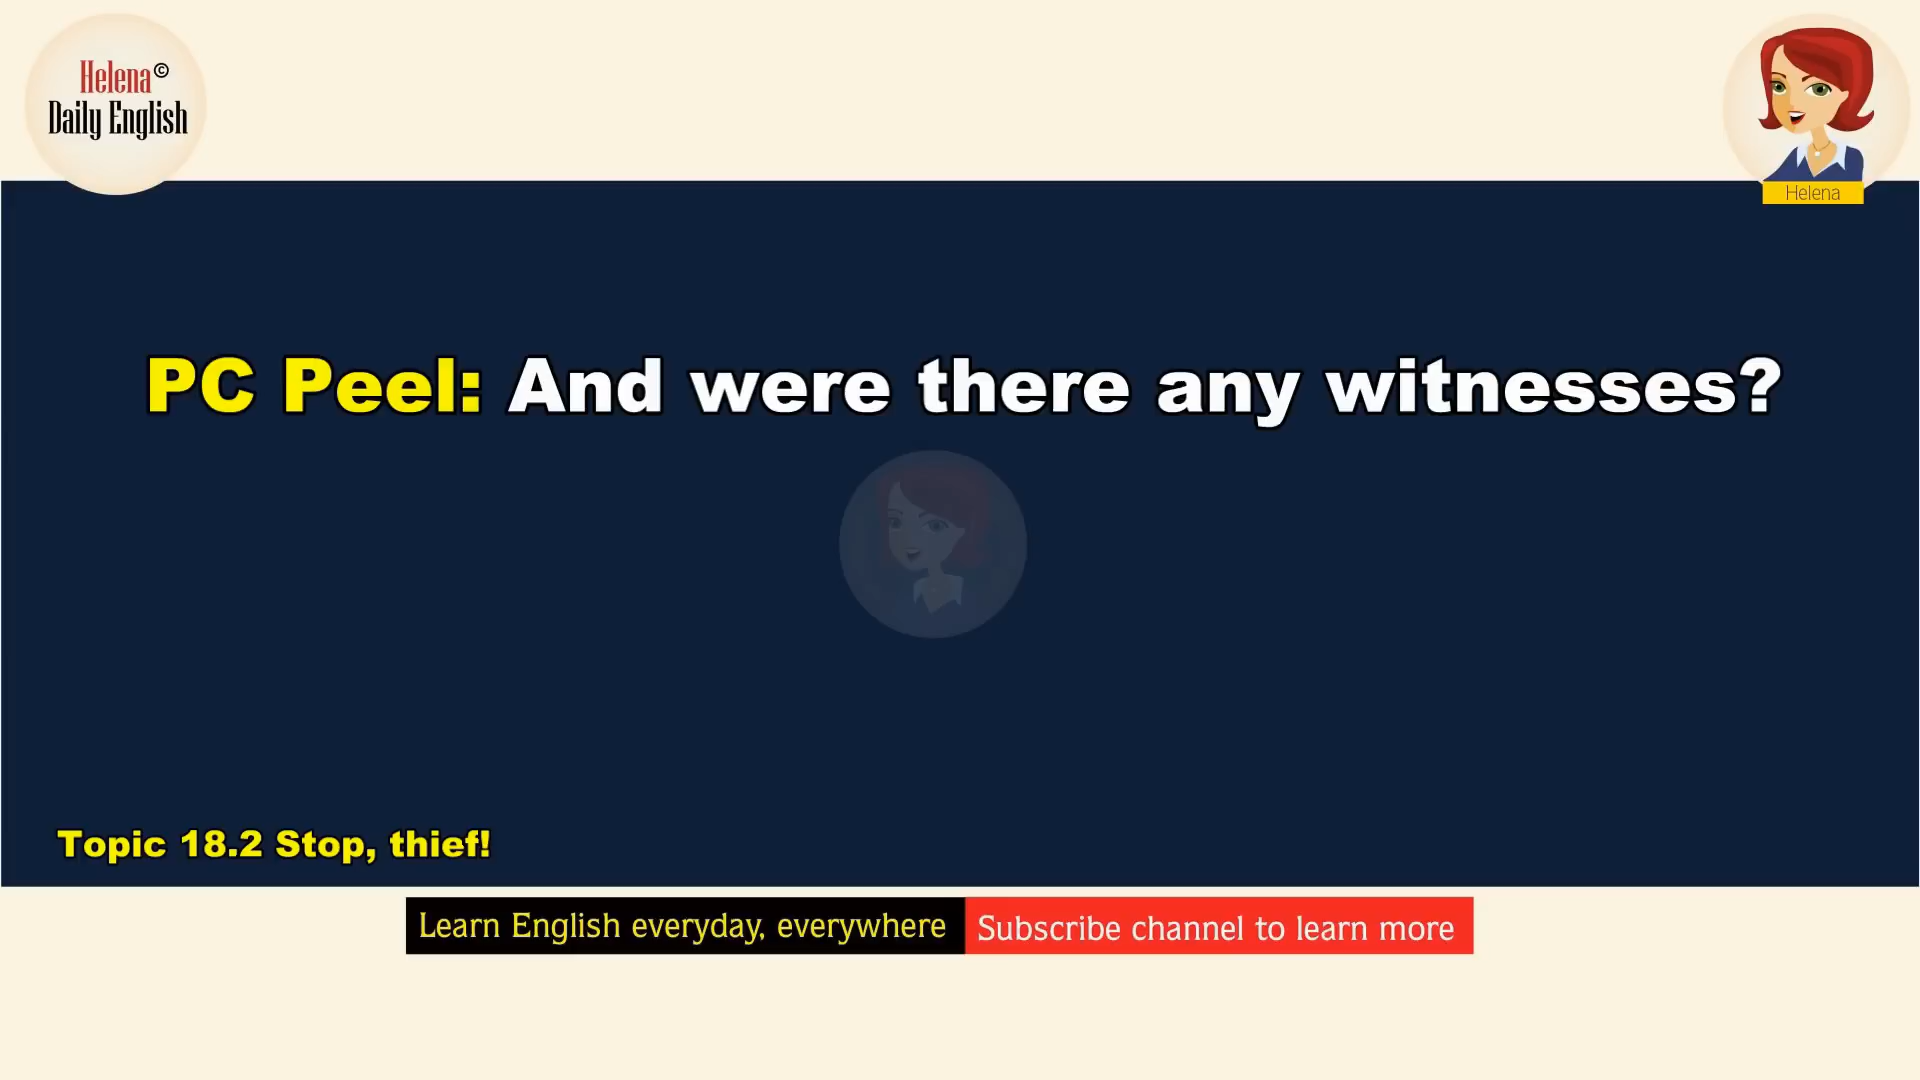 Helena©
Daily English
Helena
PC Peel: And were there any witnesses?
Topic 18.2 Stop, thief!
Learn English everyday, everywhere
Subscribe channel to learn more